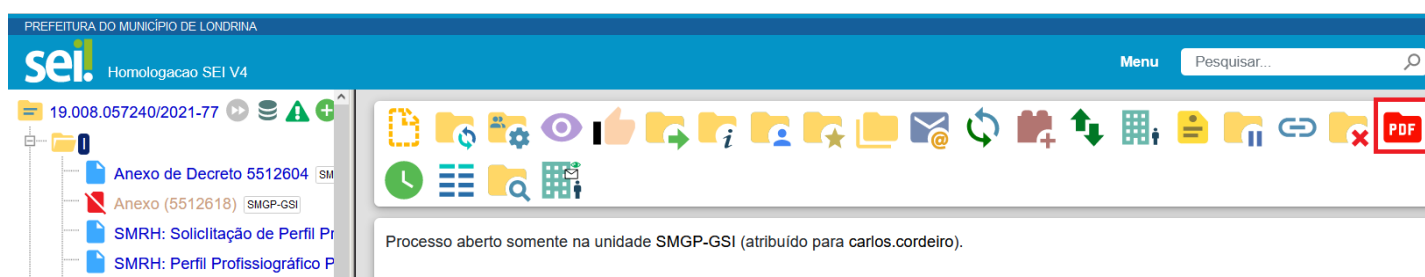 PREFEITURA DO MUNICÍPIO DE LONDRINA
sei! Homologacao SEI V4
Menu Pesquisar...
19.008.057240/2021-77
I
Anexo de Decreto 5512604 SM
Anexo (5512618) SMGP-GSI
SMRH: Soliclitação de Perfil Pr
SMRH: Perfil Profissiográfico P
i
@
PDF
Processo aberto somente na unidade SMGP-GSI (atribuído para carlos.cordeiro).